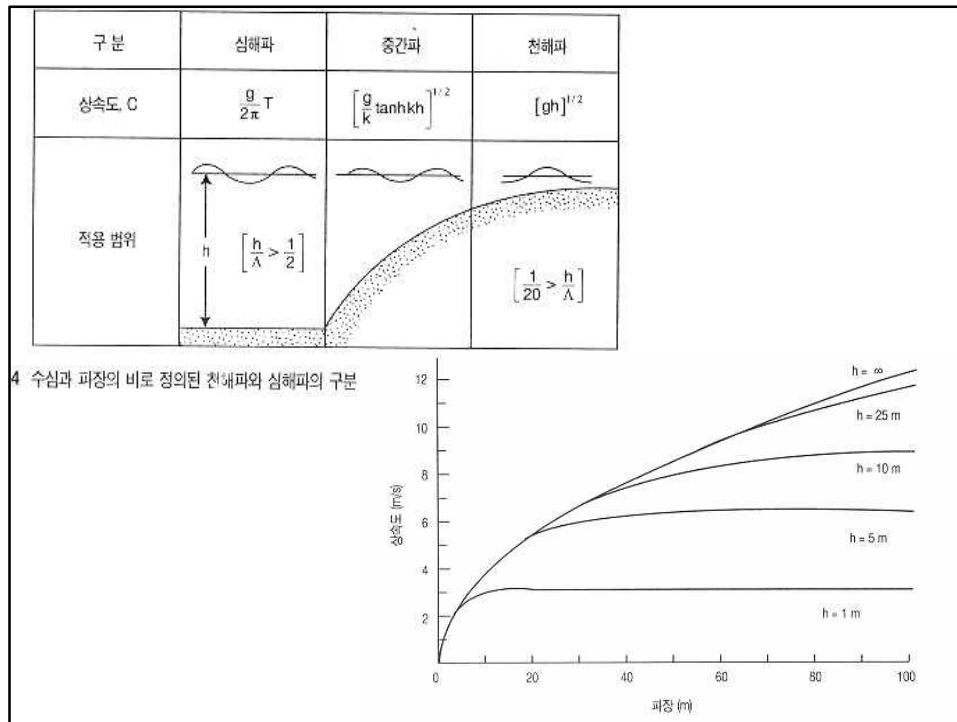 구 분 심해파 중간파 천해파
상속도, C g/2π T [g/k tanhkh]^1/2 [gh]^1/2
적용 범위 h [h/Λ > 1/2] [1/20 > h/Λ]
4 수심과 파장의 비로 정의된 천해파와 심해파의 구분
상속도 (m/s)
12
10
8
6
4
2
0 20 40 60 80 100
파장 (m)
h = ∞
h = 25 m
h = 10 m
h = 5 m
h = 1 m